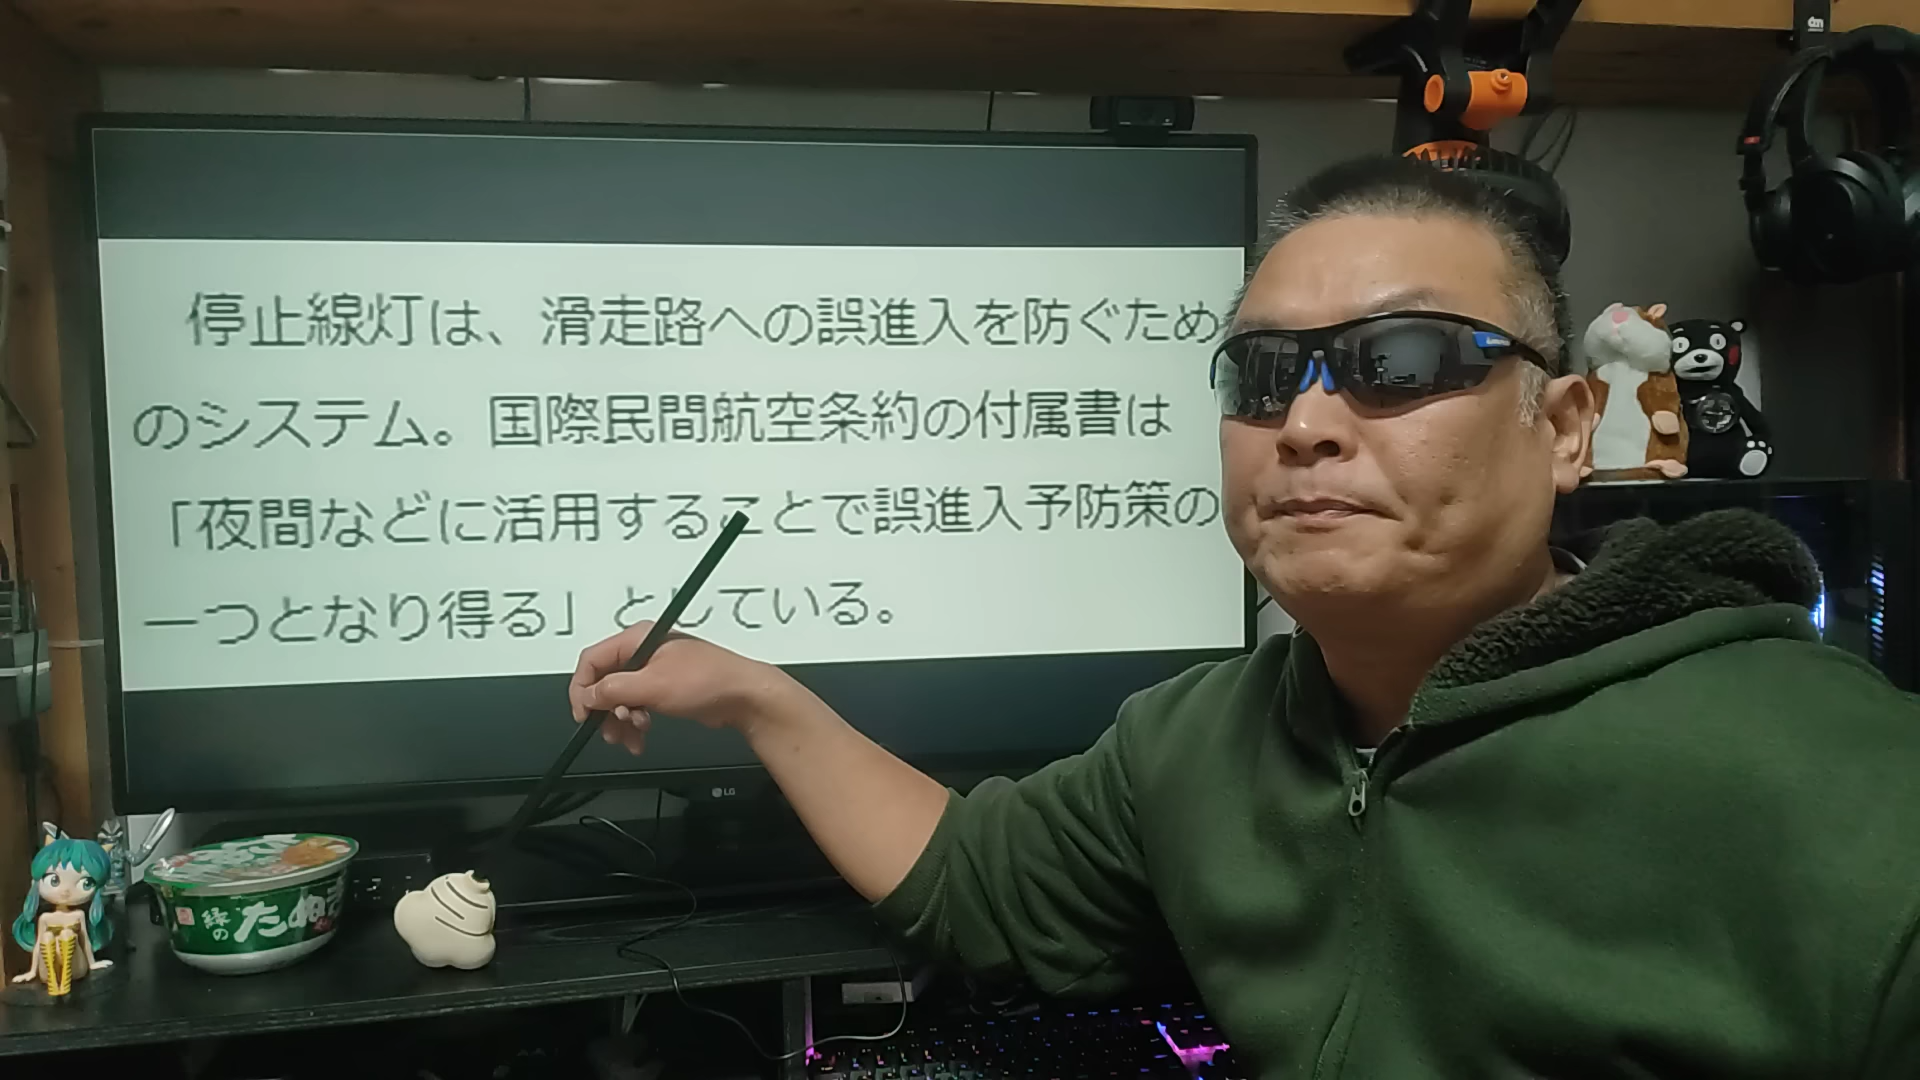 停止線灯は、滑走路への誤進入を防ぐため
のシステム。国際民間航空条約の付属書は
「夜間などに活用することで誤進入予防策の
一つとなり得る」としている。
LG
緑の
たぬき